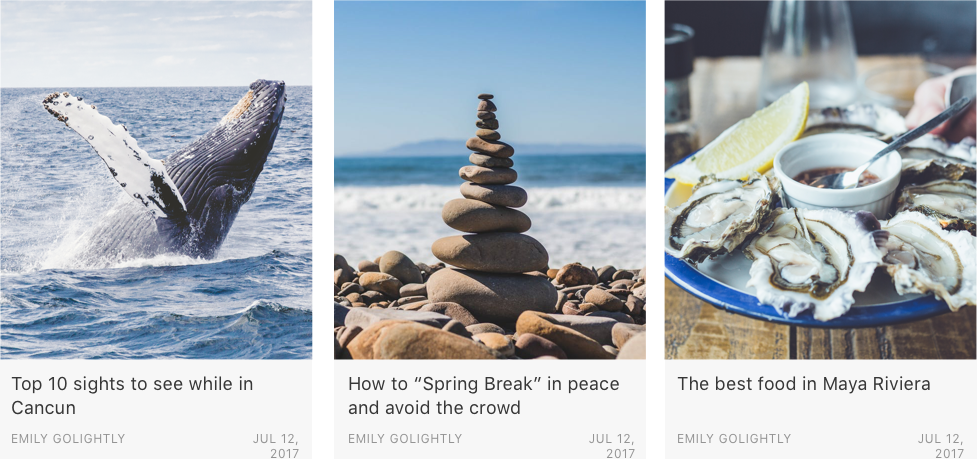 Top 10 sights to see while in
Cancun
EMILY GOLIGHTLY
JUL 12,
2017
How to “Spring Break” in peace
and avoid the crowd
EMILY GOLIGHTLY
JUL 12,
2017
The best food in Maya Riviera
EMILY GOLIGHTLY
JUL 12,
2017